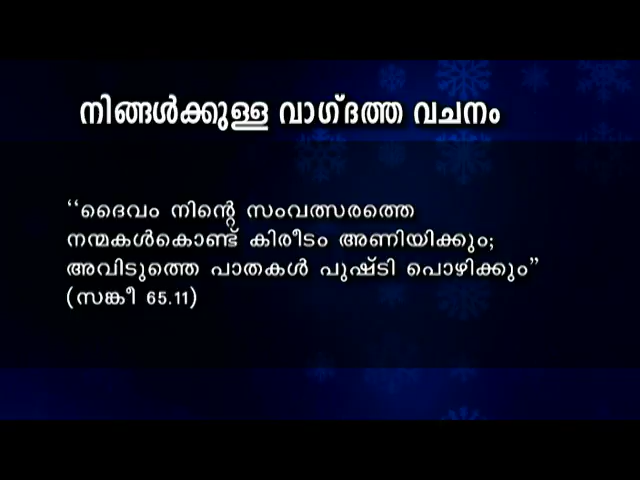 നിങ്ങൾക്കുള്ള വാഗ്ദത്ത വചനം
‘‘ദൈവം നിന്റെ സംവത്സരത്തെ
നന്മകൾകൊണ്ട് കിരീടം അണിയിക്കും;
അവിടുത്തെ പാതകൾ പുഷ്ടി പൊഴിക്കും”
(സങ്കീ 65.11)